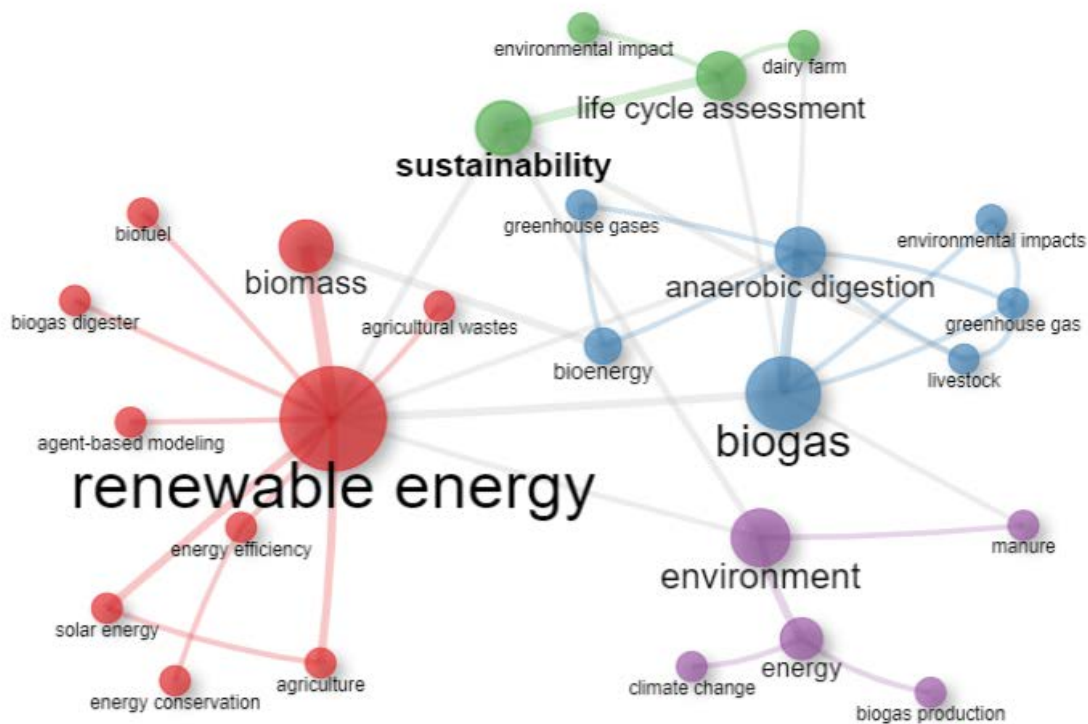 environmental impact
dairy farm
life cycle assessment
sustainability
greenhouse gases
biofuel
environmental impacts
biomass
anaerobic digestion
biogas digester
agricultural wastes
greenhouse gas
bioenergy
livestock
agent-based modeling
biogas
renewable energy
energy efficiency
manure
environment
solar energy
energy
agriculture
climate change
energy conservation
biogas production